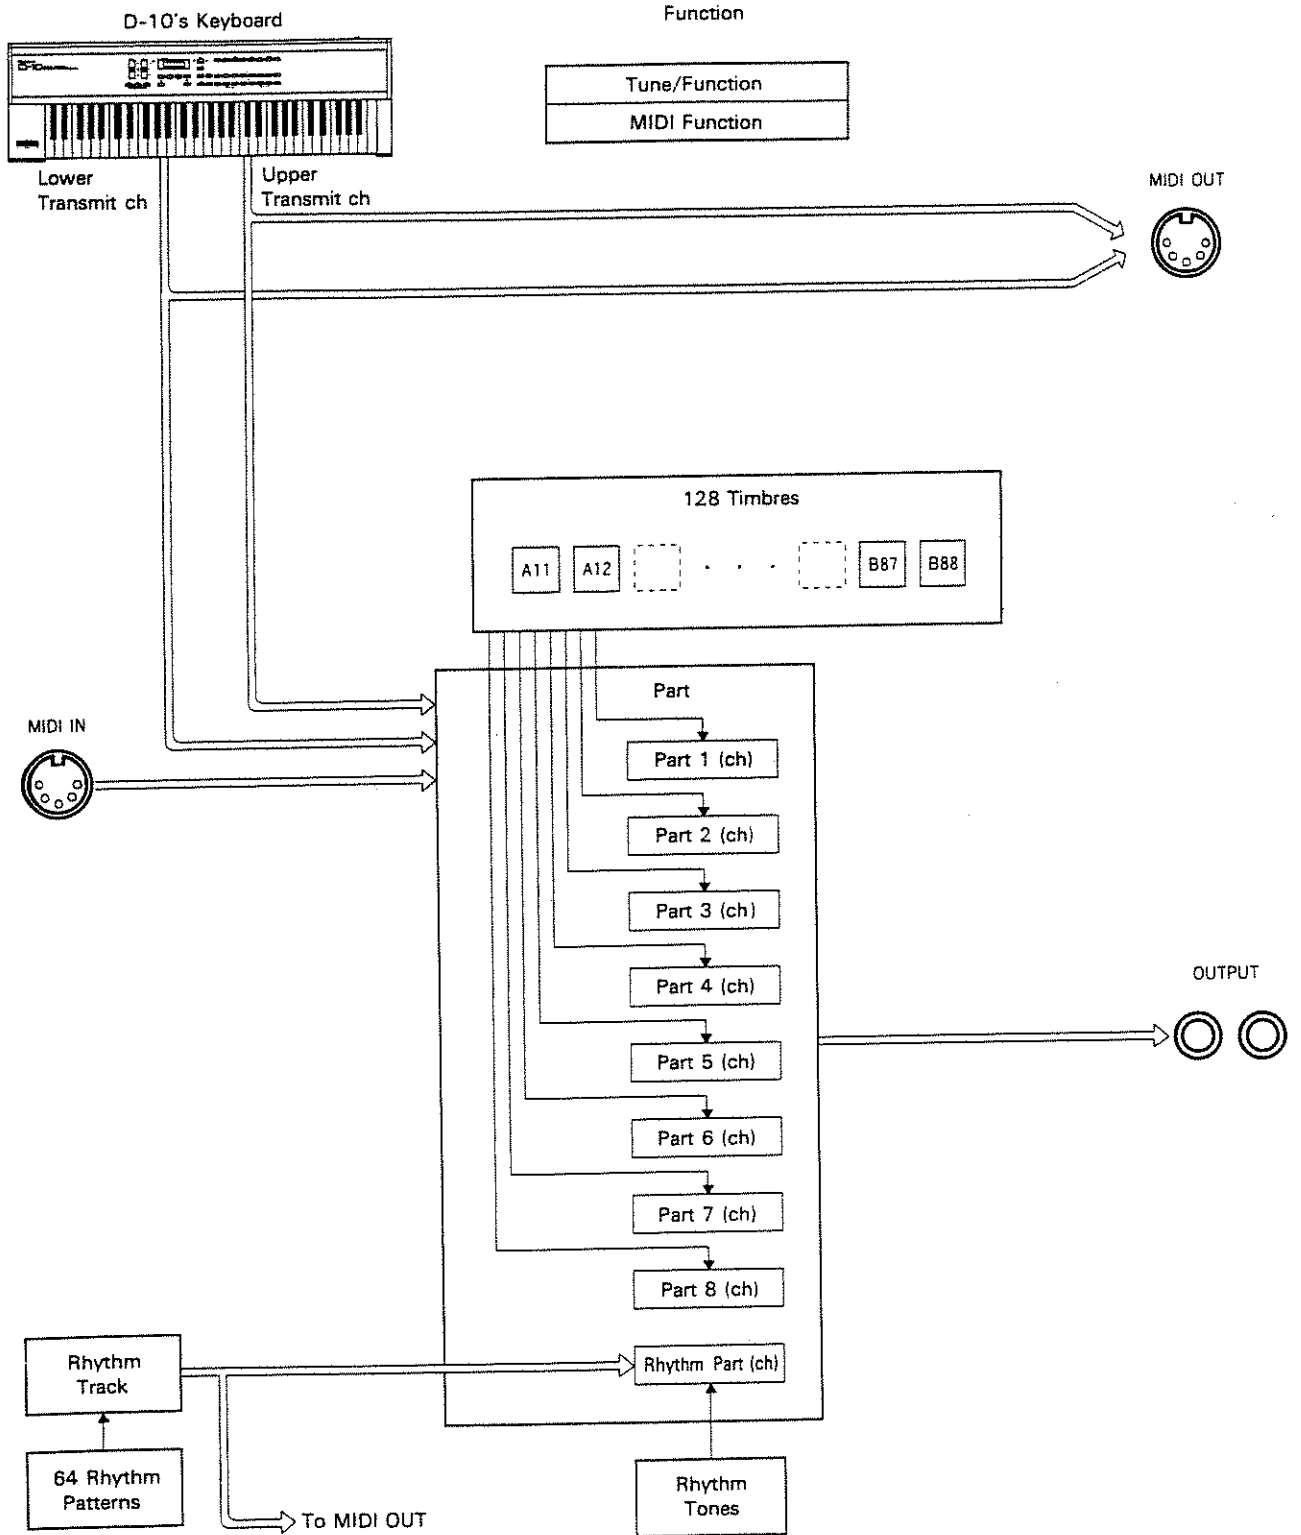 D-10's Keyboard
Function
Tune/Function
MIDI Function
Lower
Transmit ch
Upper
Transmit ch
MIDI OUT
128 Timbres
A11
A12
· · ·
B87
B88
Part
MIDI IN
Part 1 (ch)
Part 2 (ch)
Part 3 (ch)
Part 4 (ch)
OUTPUT
Part 5 (ch)
Part 6 (ch)
Part 7 (ch)
Part 8 (ch)
Rhythm
Track
Rhythm Part (ch)
64 Rhythm
Patterns
Rhythm
Tones
To MIDI OUT